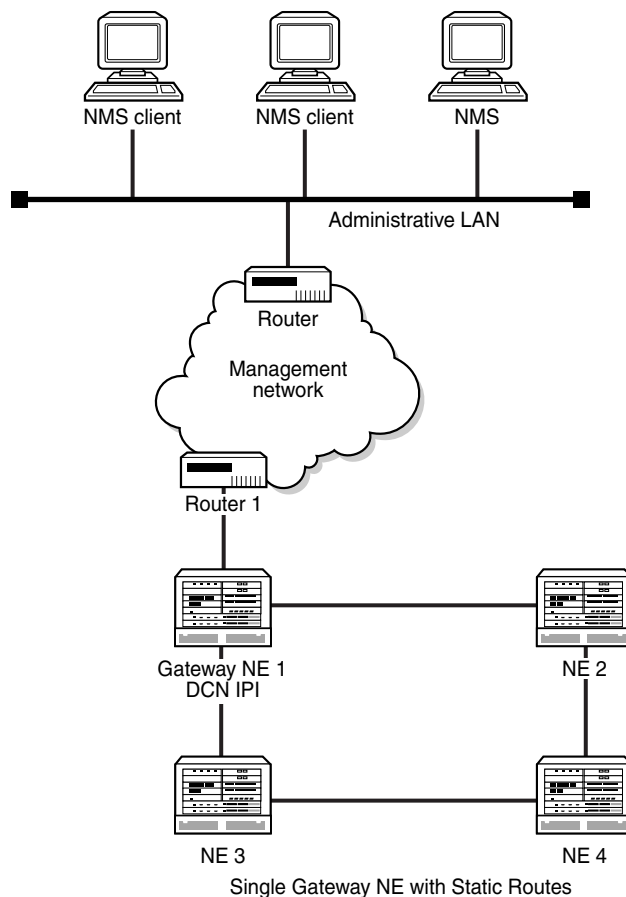 NMS client
NMS client
NMS
Administrative LAN
Router
Management
network
Router 1
Gateway NE 1
DCN IPI
NE 2
NE 3
NE 4
Single Gateway NE with Static Routes